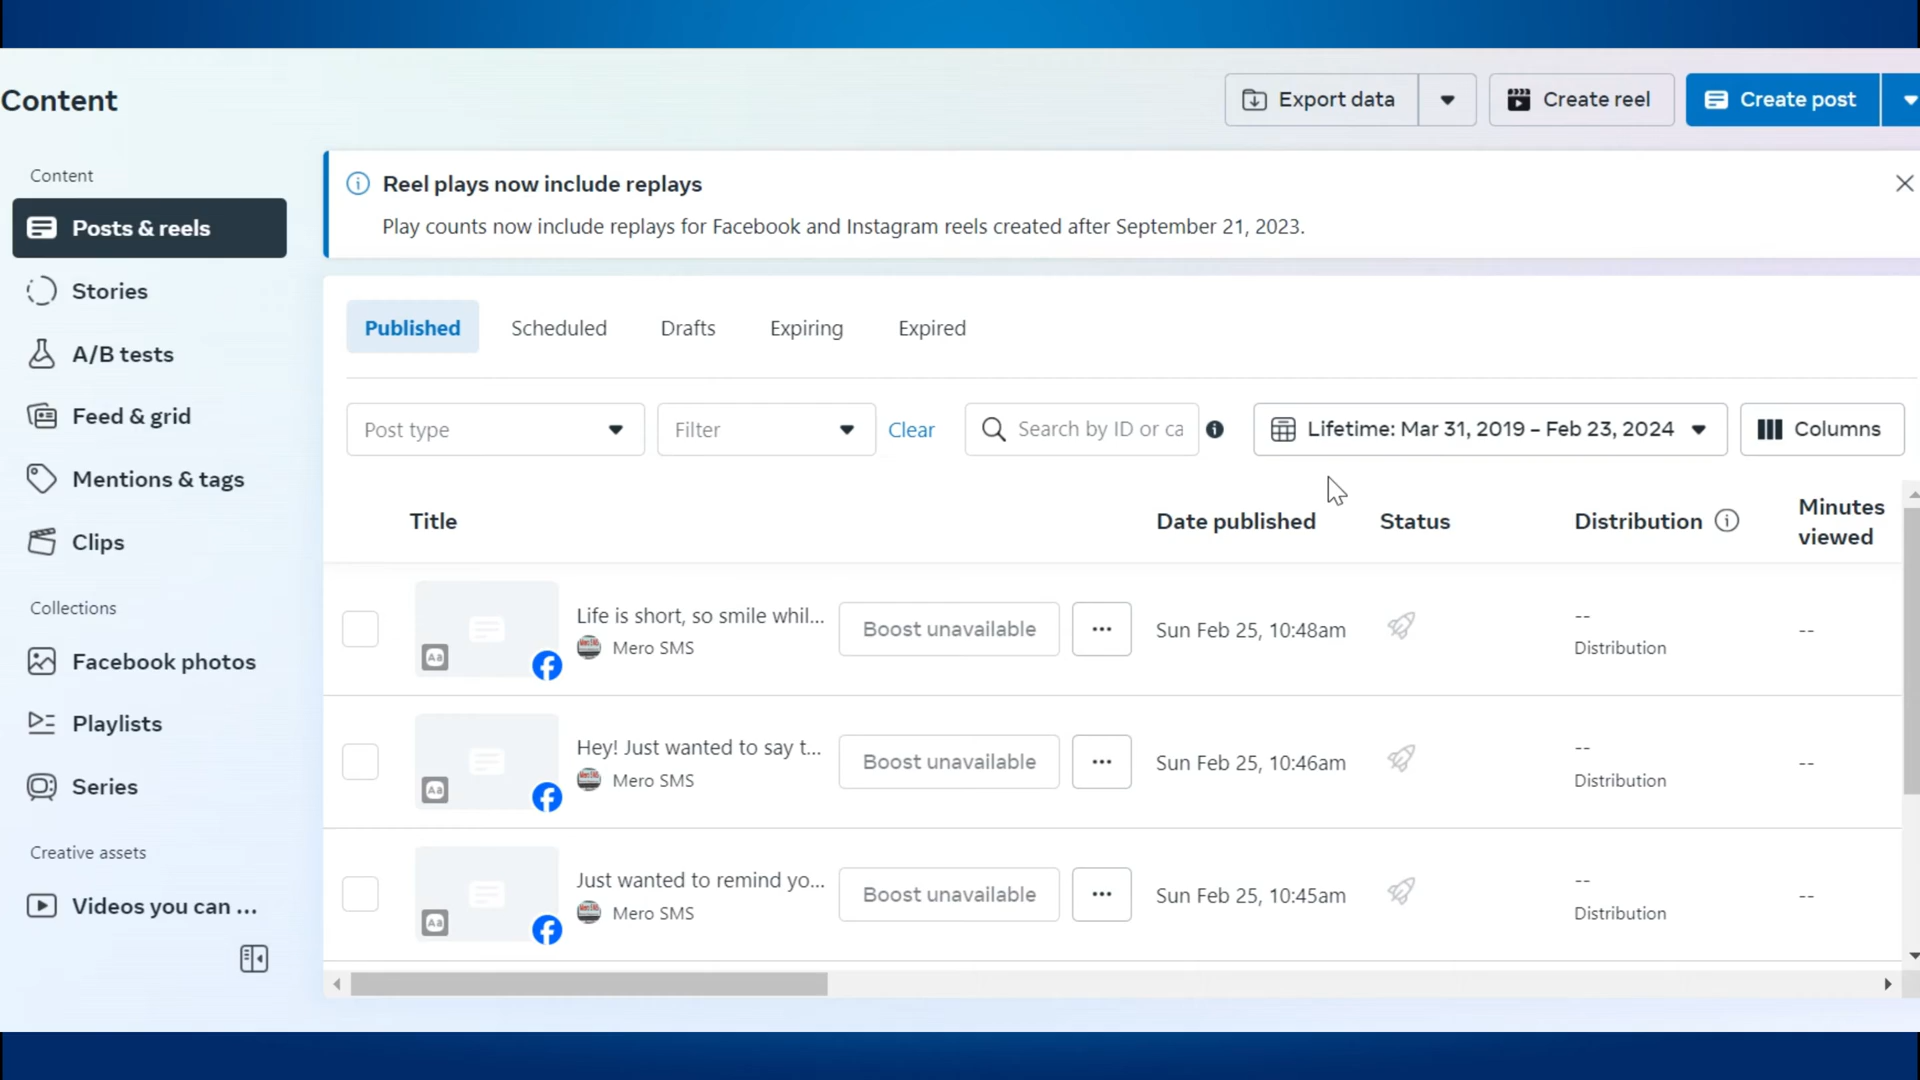 Content
Export data
Create reel
Create post
Content
Posts & reels
Stories
A/B tests
Feed & grid
Mentions & tags
Clips
Collections
Facebook photos
Playlists
Series
Creative assets
Videos you can ...
Reel plays now include replays
Play counts now include replays for Facebook and Instagram reels created after September 21, 2023.
Published
Scheduled
Drafts
Expiring
Expired
Post type
Filter
Clear
Search by ID or ca
Lifetime: Mar 31, 2019 – Feb 23, 2024
Columns
Title
Date published
Status
Distribution
Minutes
viewed
Aa
Life is short, so smile whil...
Mero SMS
Boost unavailable
...
Sun Feb 25, 10:48am
--
Distribution
--
Aa
Hey! Just wanted to say t...
Mero SMS
Boost unavailable
...
Sun Feb 25, 10:46am
--
Distribution
--
Aa
Just wanted to remind yo...
Mero SMS
Boost unavailable
...
Sun Feb 25, 10:45am
--
Distribution
--